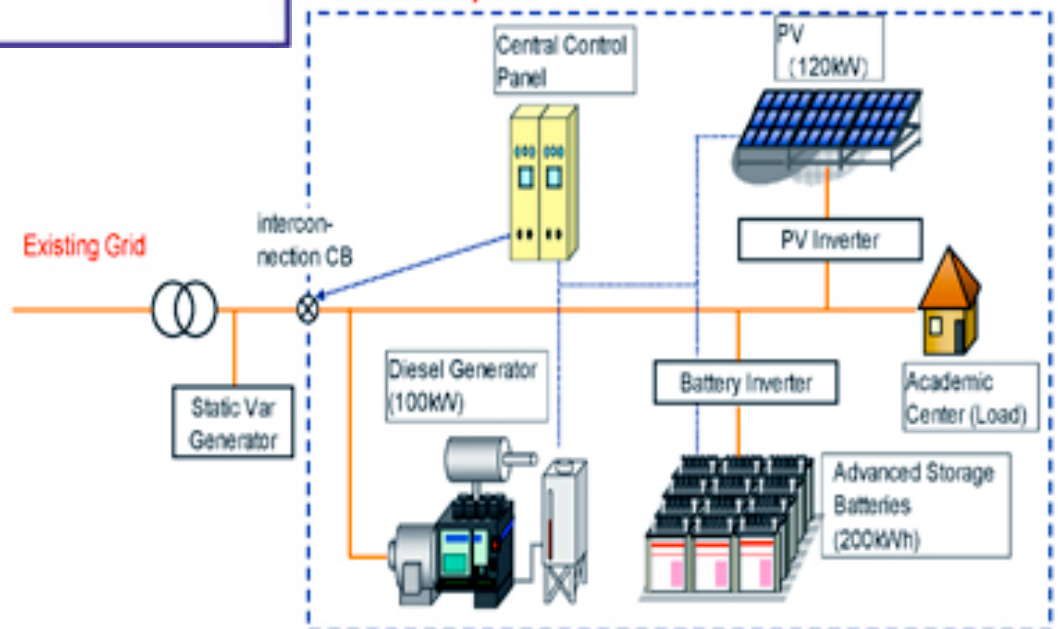 Central Control
Panel
PV
(120kW)
Existing Grid
intercon-
nection CB
PV Inverter
Diesel Generator
(100kW)
Battery Inverter
Academic
Center (Load)
Static Var
Generator
Advanced Storage
Batteries
(200kWh)